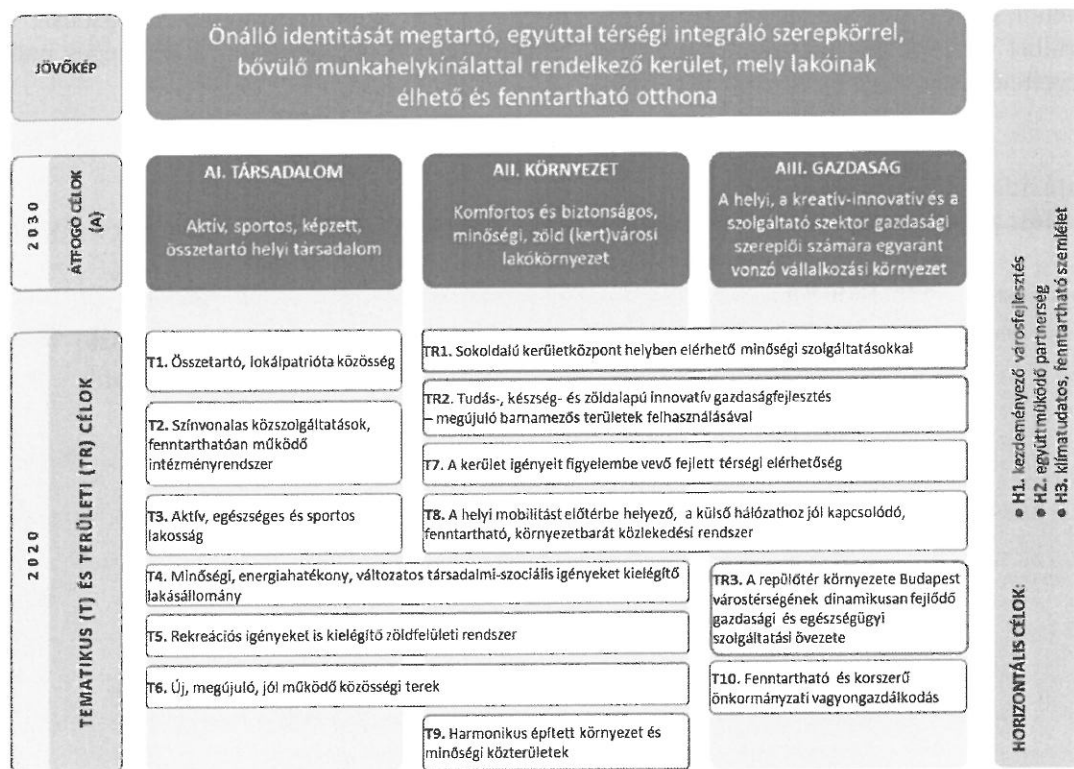 JÖVŐKÉP
Önálló identitását megtartó, egyúttal térségi integráló szerepkörrel,
bővülő munkahelykínálattal rendelkező kerület, mely lakóinak
élhető és fenntartható otthona
2030
ÁTFOGÓ CÉLOK
(A)
AI. TÁRSADALOM
Aktív, sportos, képzett,
összetartó helyi társadalom
AII. KÖRNYEZET
Komfortos és biztonságos,
minőségi, zöld (kert)városi
lakókörnyezet
AIII. GAZDASÁG
A helyi, a kreatív-innovatív és a
szolgáltató szektor gazdasági
szereplői számára egyaránt
vonzó vállalkozási környezet
2020
TEMATIKUS (T) ÉS TERÜLETI (TR) CÉLOK
T1. Összetartó, lokálpatrióta közösség
T2. Színvonalas közszolgáltatások,
fenntarthatóan működő
intézményrendszer
T3. Aktív, egészséges és sportos
lakosság
TR1. Sokoldalú kerületközpont helyben elérhető minőségi szolgáltatásokkal
TR2. Tudás-, készség- és zöldalapú innovatív gazdaságfejlesztés
– megújuló barnamezős területek felhasználásával
T7. A kerület igényeit figyelembe vevő fejlett térségi elérhetőség
T8. A helyi mobilitást előtérbe helyező, a külső hálózathoz jól kapcsolódó,
fenntartható, környezetbarát közlekedési rendszer
T4. Minőségi, energiahatékony, változatos társadalmi-szociális igényeket kielégítő
lakásállomány
T5. Rekreációs igényeket is kielégítő zöldfelületi rendszer
T6. Új, megújuló, jól működő közösségi terek
T9. Harmonikus épített környezet és
minőségi közterületek
TR3. A repülőtér környezete Budapest
várostérségének dinamikusan fejlődő
gazdasági és egészségügyi
szolgáltatási övezete
T10. Fenntartható és korszerű
önkormányzati vagyongazdálkodás
HORIZONTÁLIS CÉLOK:
● H1. kezdeményező városfejlesztés
● H2. együttműködő partnerség
● H3. klímatudatos, fenntartható szemlélet